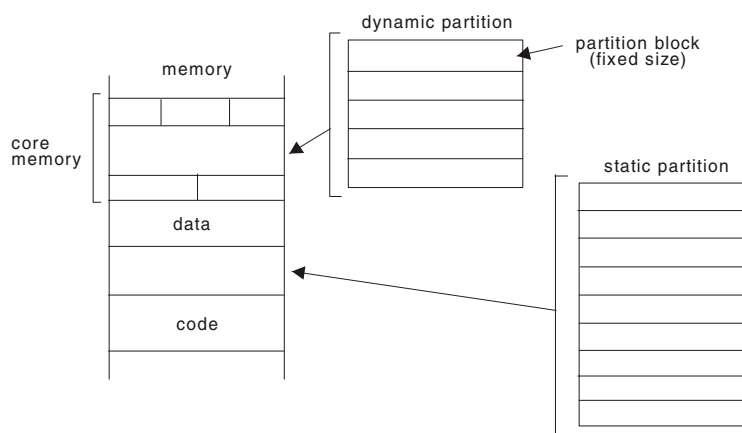 dynamic partition
partition block
(fixed size)
memory
core
memory
static partition
data
code